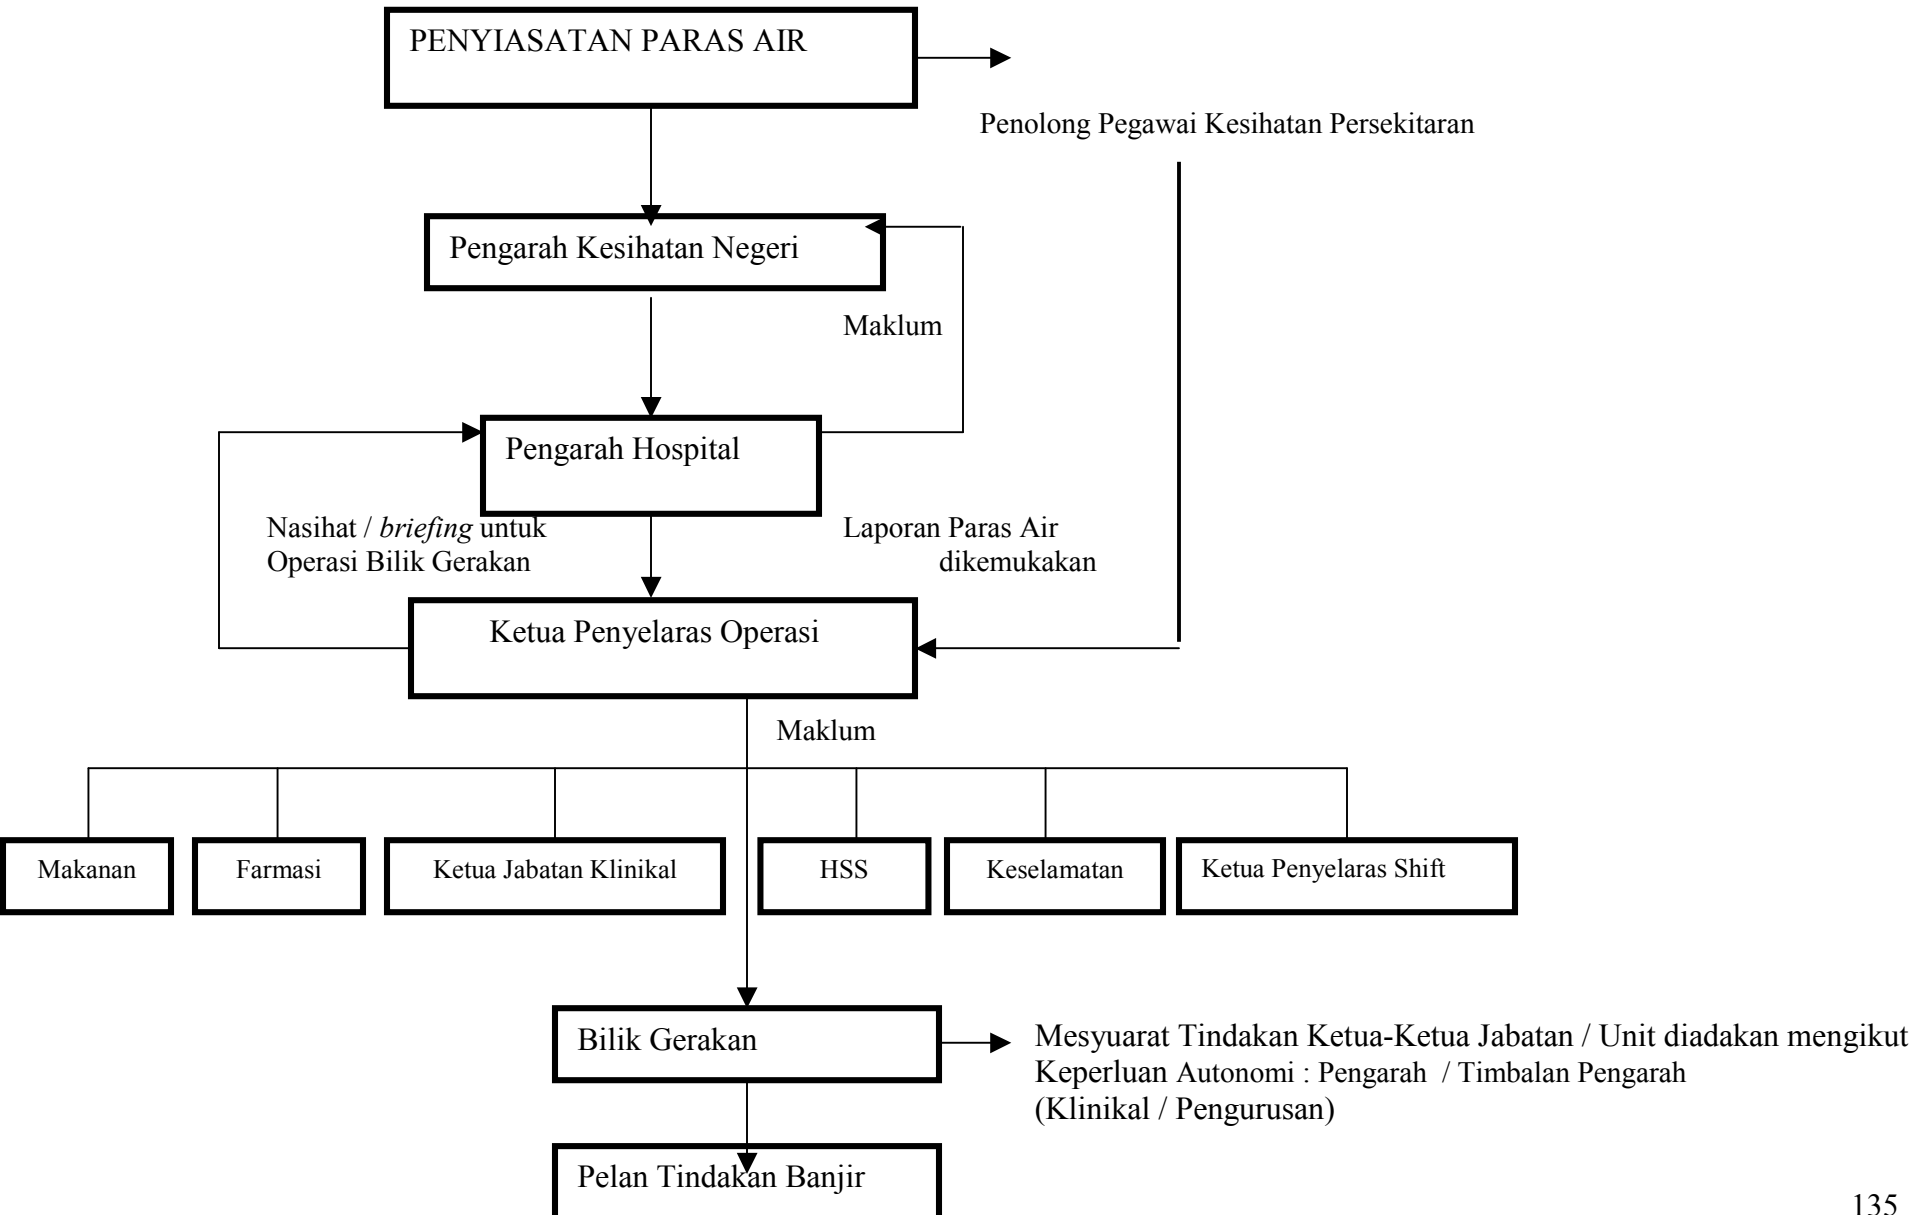 PENYIASATAN PARAS AIR
Penolong Pegawai Kesihatan Persekitaran
Pengarah Kesihatan Negeri
Maklum
Pengarah Hospital
Nasihat / briefing untuk
Operasi Bilik Gerakan
Laporan Paras Air
dikemukakan
Ketua Penyelaras Operasi
Maklum
Makanan
Farmasi
Ketua Jabatan Klinikal
HSS
Keselamatan
Ketua Penyelaras Shift
Bilik Gerakan
Mesyuarat Tindakan Ketua-Ketua Jabatan / Unit diadakan mengikut
Keperluan Autonomi : Pengarah / Timbalan Pengarah
(Klinikal / Pengurusan)
Pelan Tindakan Banjir
135